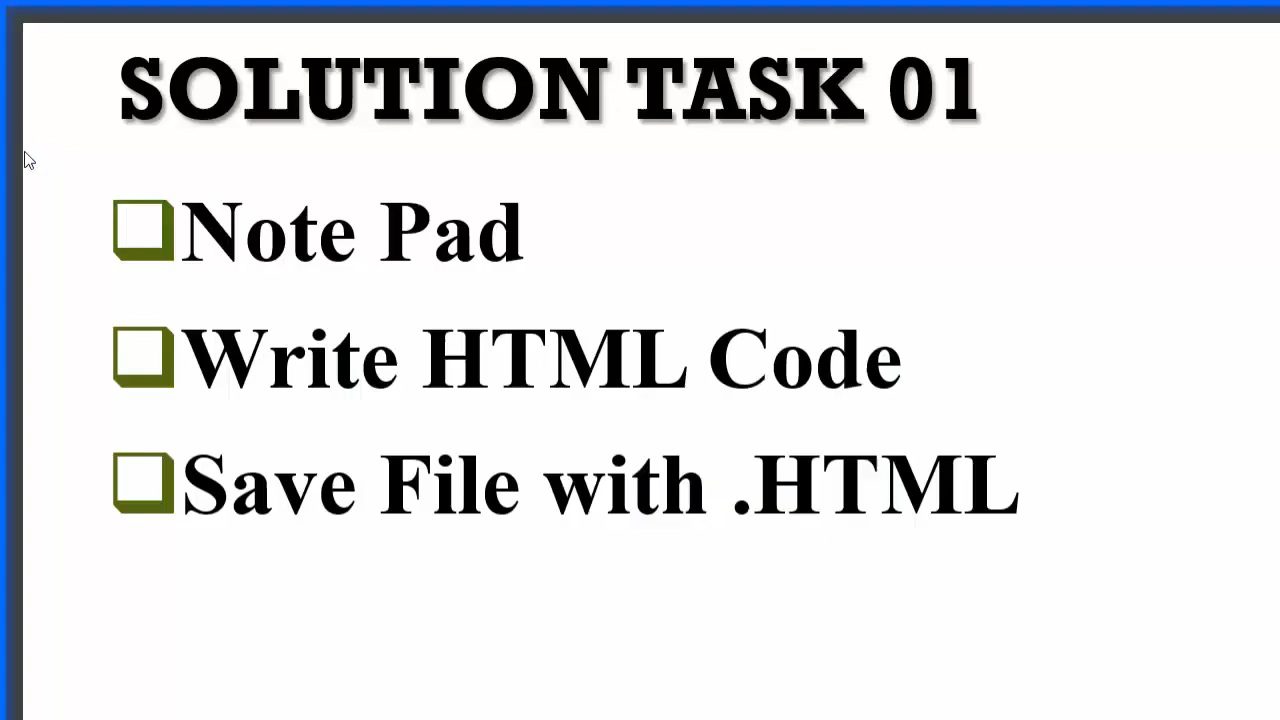 SOLUTION TASK 01
Note Pad
Write HTML Code
Save File with .HTML